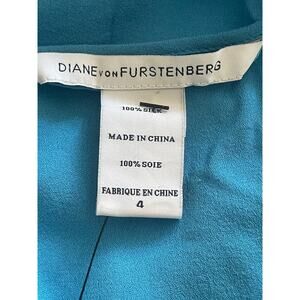 DIANE VON FURSTENBERG
100% SILK
MADE IN CHINA
100% SOIE
FABRIQUE EN CHINE
4